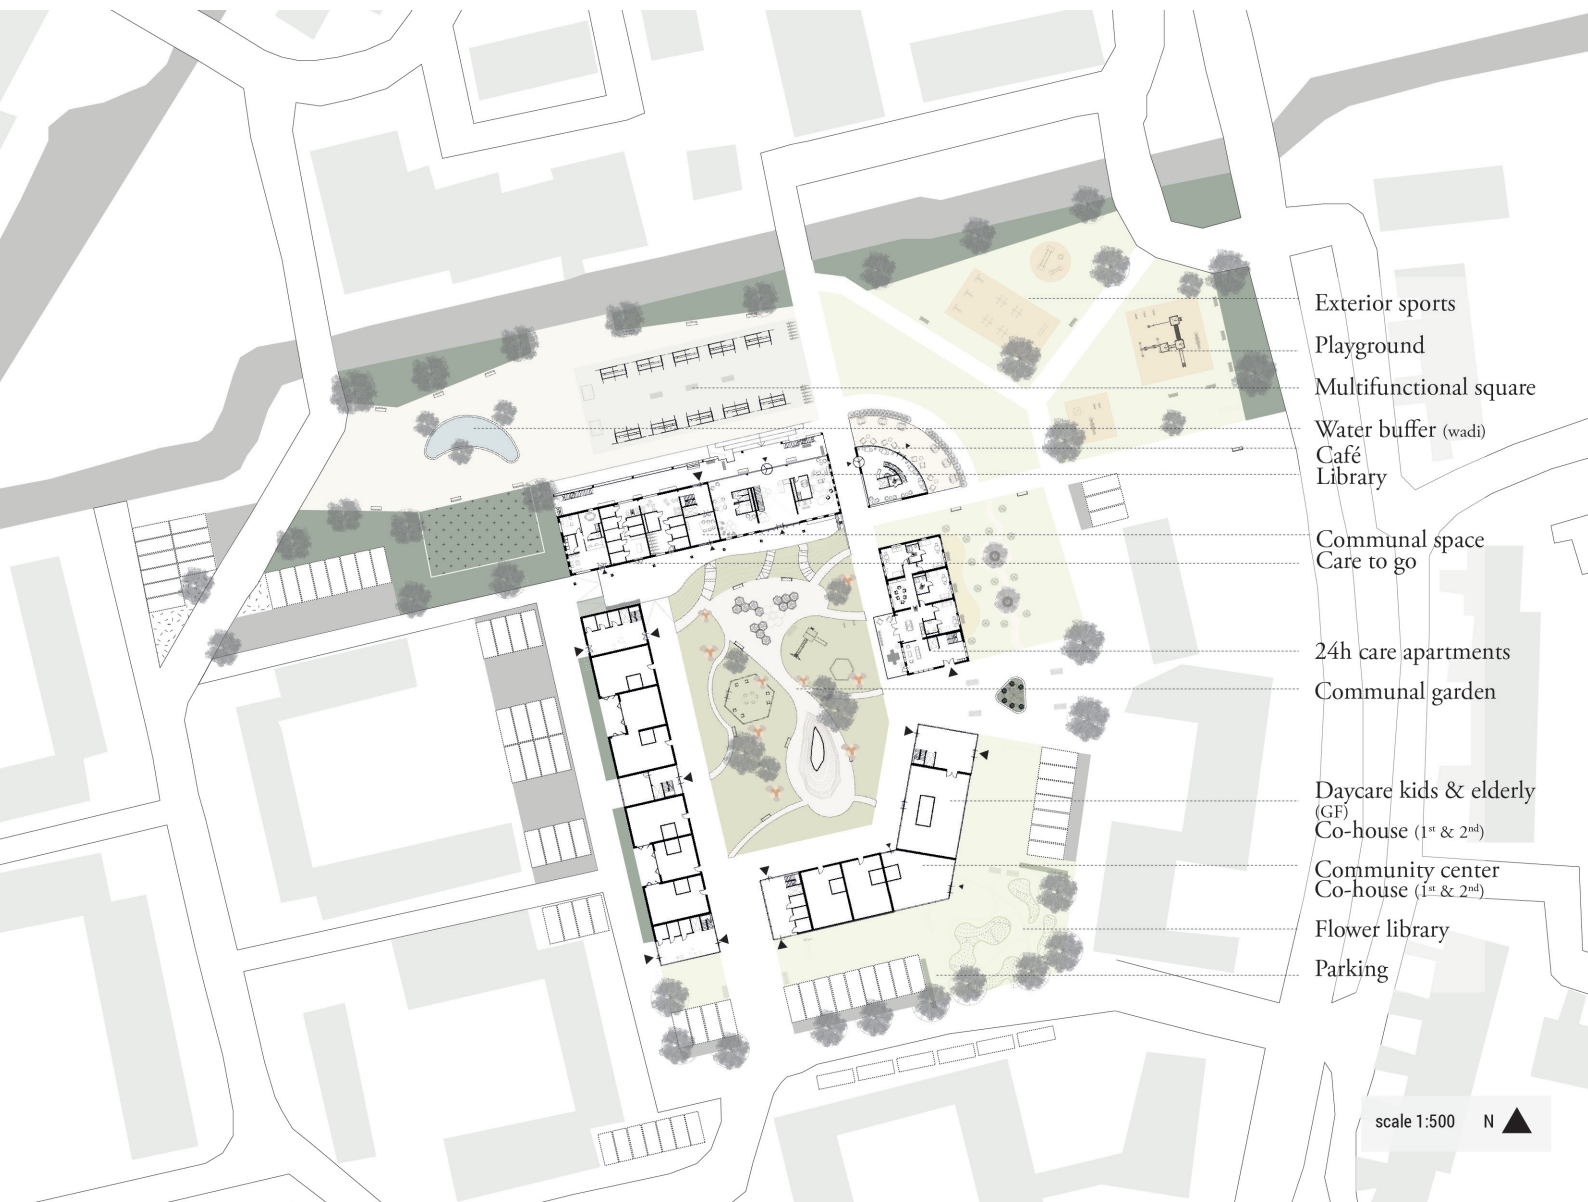 Exterior sports
Playground
Multifunctional square
Water buffer (wadi)
Café
Library
Communal space
Care to go
24h care apartments
Communal garden
Daycare kids & elderly
(GF)
Co-house (1st & 2nd)
Community center
Co-house (1st & 2nd)
Flower library
Parking
scale 1:500 N